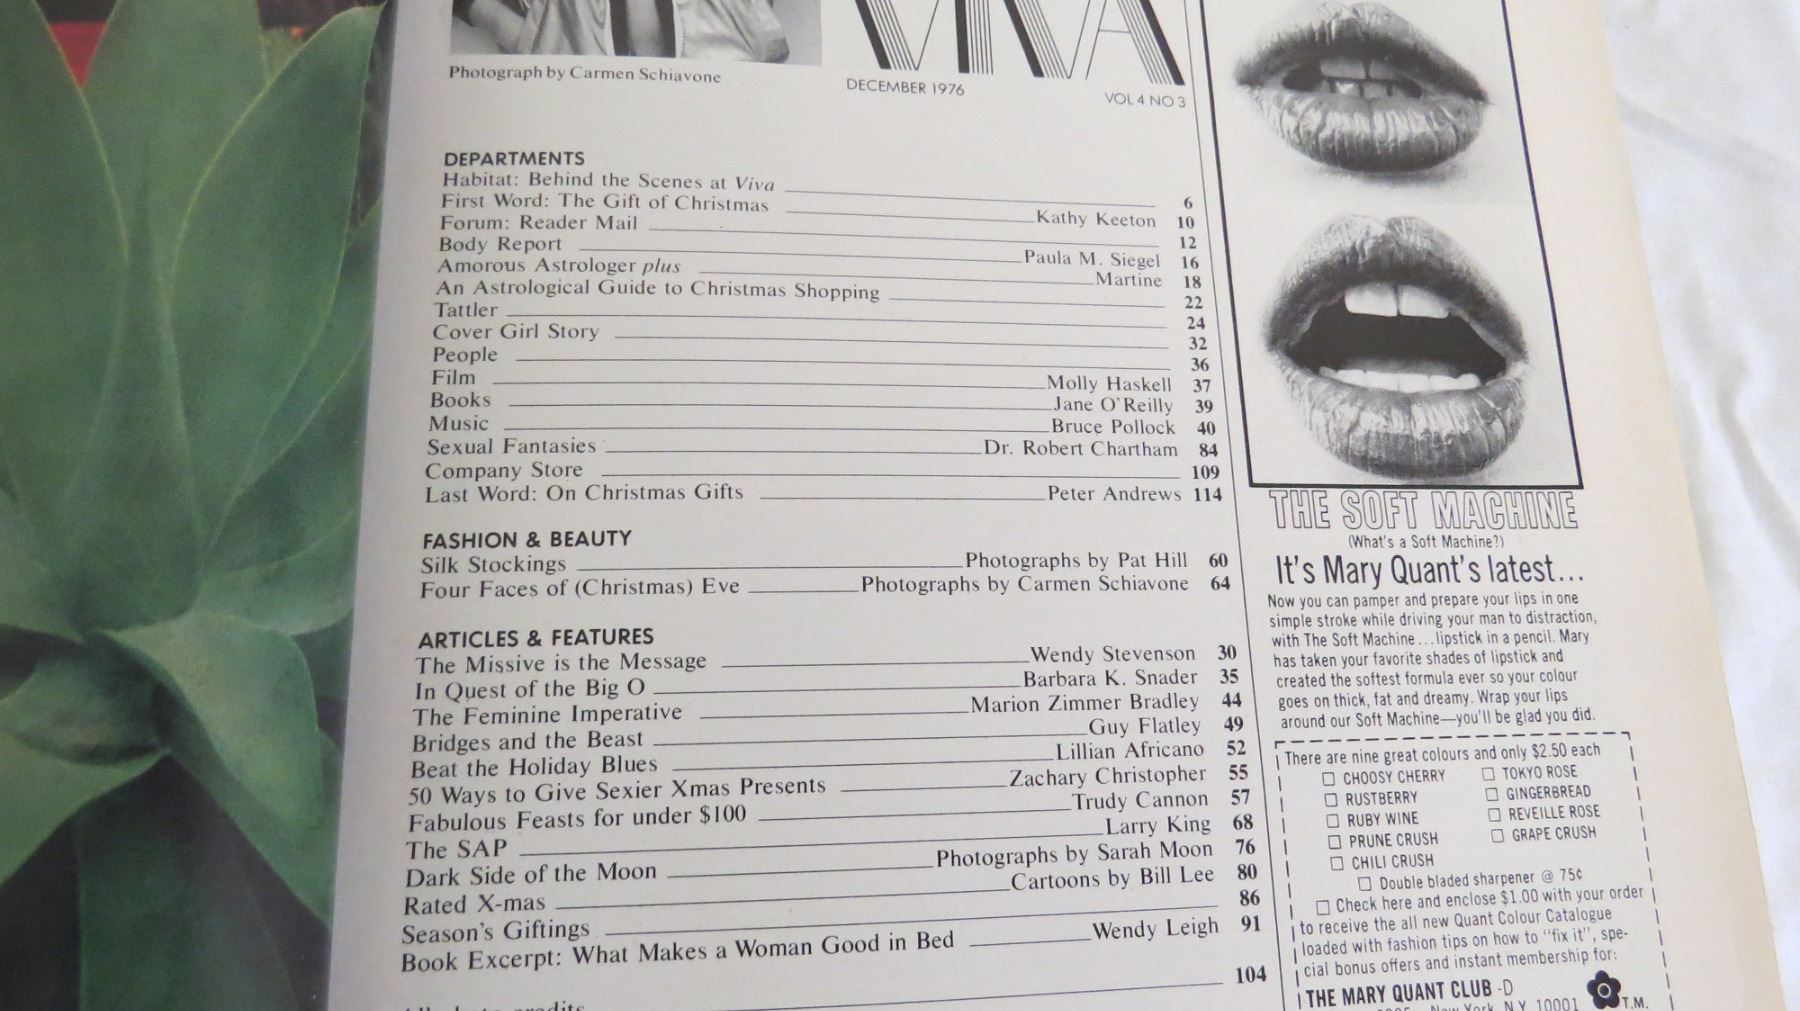 Photograph by Carmen Schiavone
VIVA
DECEMBER 1976
VOL 4 NO 3
DEPARTMENTS
Habitat: Behind the Scenes at Viva 6
First Word: The Gift of Christmas Kathy Keeton 10
Forum: Reader Mail 12
Body Report Paula M. Siegel 16
Amorous Astrologer plus Martine 18
An Astrological Guide to Christmas Shopping 22
Tattler 24
Cover Girl Story 32
People 36
Film Molly Haskell 37
Books Jane O'Reilly 39
Music Bruce Pollock 40
Sexual Fantasies Dr. Robert Chartham 84
Company Store 109
Last Word: On Christmas Gifts Peter Andrews 114
FASHION & BEAUTY
Silk Stockings Photographs by Pat Hill 60
Four Faces of (Christmas) Eve Photographs by Carmen Schiavone 64
ARTICLES & FEATURES
The Missive is the Message Wendy Stevenson 30
In Quest of the Big O Barbara K. Snader 35
The Feminine Imperative Marion Zimmer Bradley 44
Bridges and the Beast Guy Flatley 49
Beat the Holiday Blues Lillian Africano 52
50 Ways to Give Sexier Xmas Presents Zachary Christopher 55
Fabulous Feasts for under $100 Trudy Cannon 57
The SAP Larry King 68
Dark Side of the Moon Photographs by Sarah Moon 76
Rated X-mas Cartoons by Bill Lee 80
Season's Giftings 86
Book Excerpt: What Makes a Woman Good in Bed Wendy Leigh 91
104
credits
THE SOFT MACHINE
(What's a Soft Machine?)
It's Mary Quant's latest...
Now you can pamper and prepare your lips in one
simple stroke while driving your man to distraction,
with The Soft Machine...lipstick in a pencil. Mary
has taken your favorite shades of lipstick and
created the softest formula ever so your colour
goes on thick, fat and dreamy. Wrap your lips
around our Soft Machine—you'll be glad you did.
There are nine great colours and only $2.50 each
CHOOSY CHERRY TOKYO ROSE
RUSTBERRY GINGERBREAD
RUBY WINE REVEILLE ROSE
PRUNE CRUSH GRAPE CRUSH
CHILI CRUSH
Double bladed sharpener @ 75¢
Check here and enclose $1.00 with your order
to receive the all new Quant Colour Catalogue
loaded with fashion tips on how to "fix it", spe-
cial bonus offers and instant membership for:
THE MARY QUANT CLUB -D
T.M.
New York, N.Y. 10001